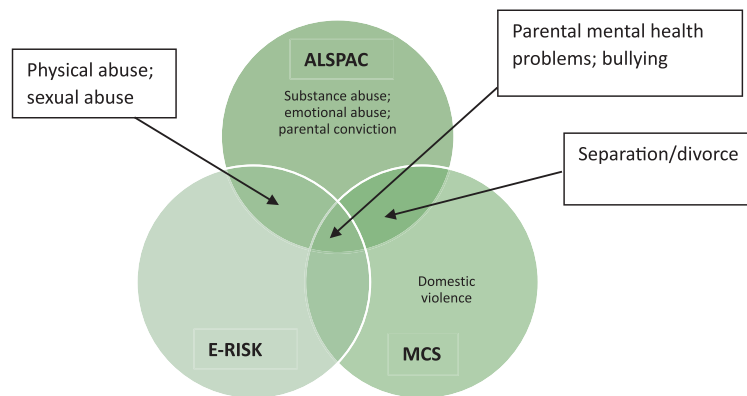 Physical abuse;
sexual abuse
ALSPAC
Substance abuse;
emotional abuse;
parental conviction
Parental mental health
problems; bullying
Separation/divorce
Domestic
violence
E-RISK
MCS